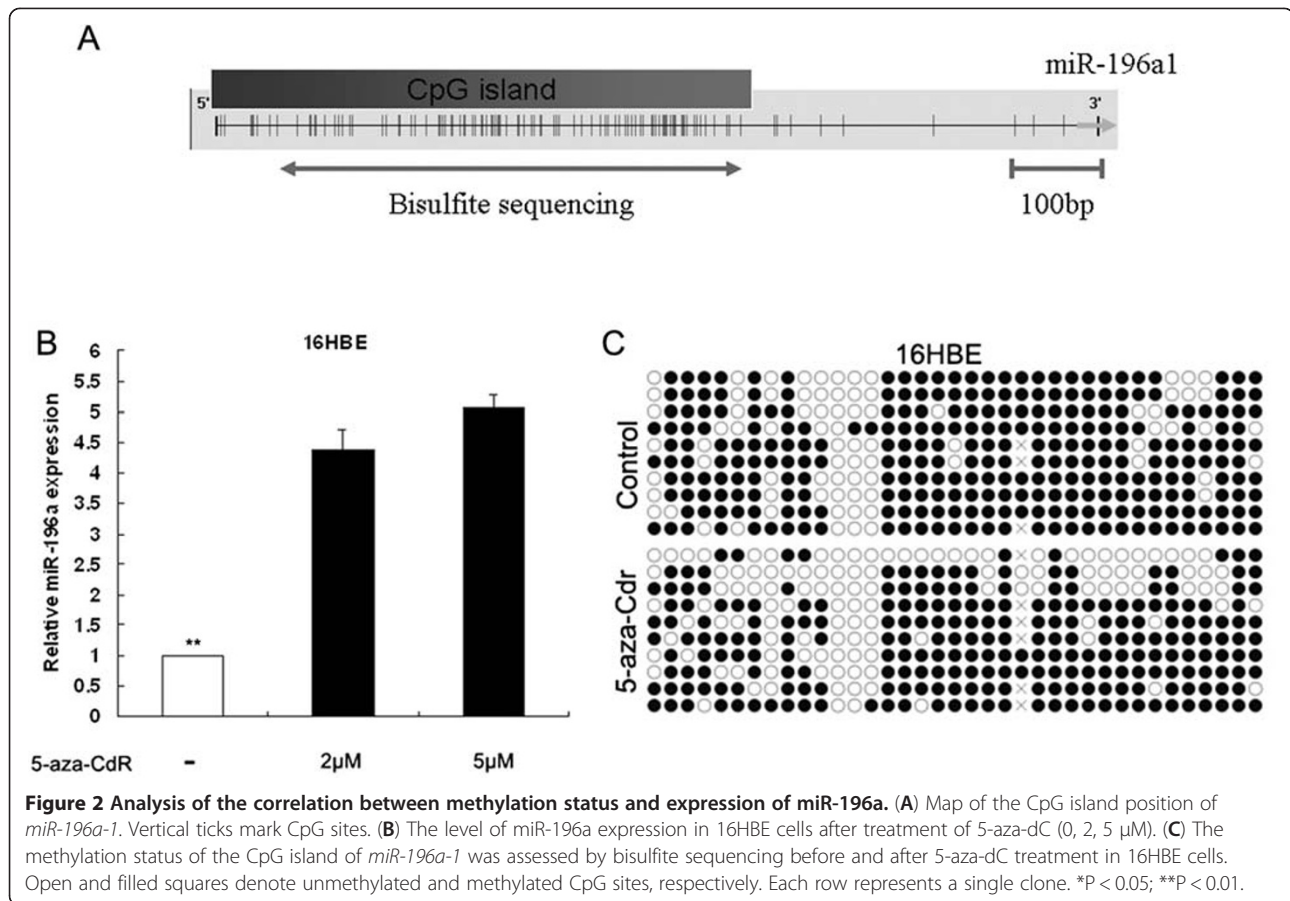 A
miR-196a1
CpG island
5'
3'
Bisulfite sequencing
100bp
B
16HBE
Relative miR-196a expression
6
5.5
5
4.5
4
3.5
3
2.5
2
1.5
1
0.5
0
**
5-aza-CdR
–
2μM
5μM
C
16HBE
Control
5-aza-Cdr
Figure 2 Analysis of the correlation between methylation status and expression of miR-196a. (A) Map of the CpG island position of
miR-196a-1. Vertical ticks mark CpG sites. (B) The level of miR-196a expression in 16HBE cells after treatment of 5-aza-dC (0, 2, 5 μM). (C) The
methylation status of the CpG island of miR-196a-1 was assessed by bisulfite sequencing before and after 5-aza-dC treatment in 16HBE cells.
Open and filled squares denote unmethylated and methylated CpG sites, respectively. Each row represents a single clone. *P < 0.05; **P < 0.01.